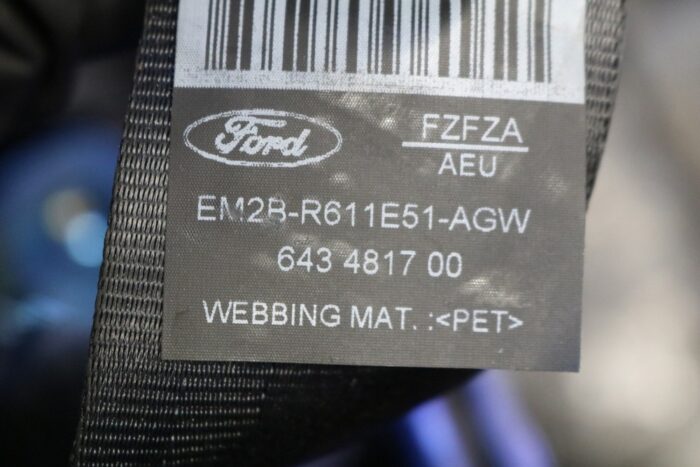 Ford
FZFZA
AEU
EM2B-R611E51-AGW
643 4817 00
WEBBING MAT. :<PET>